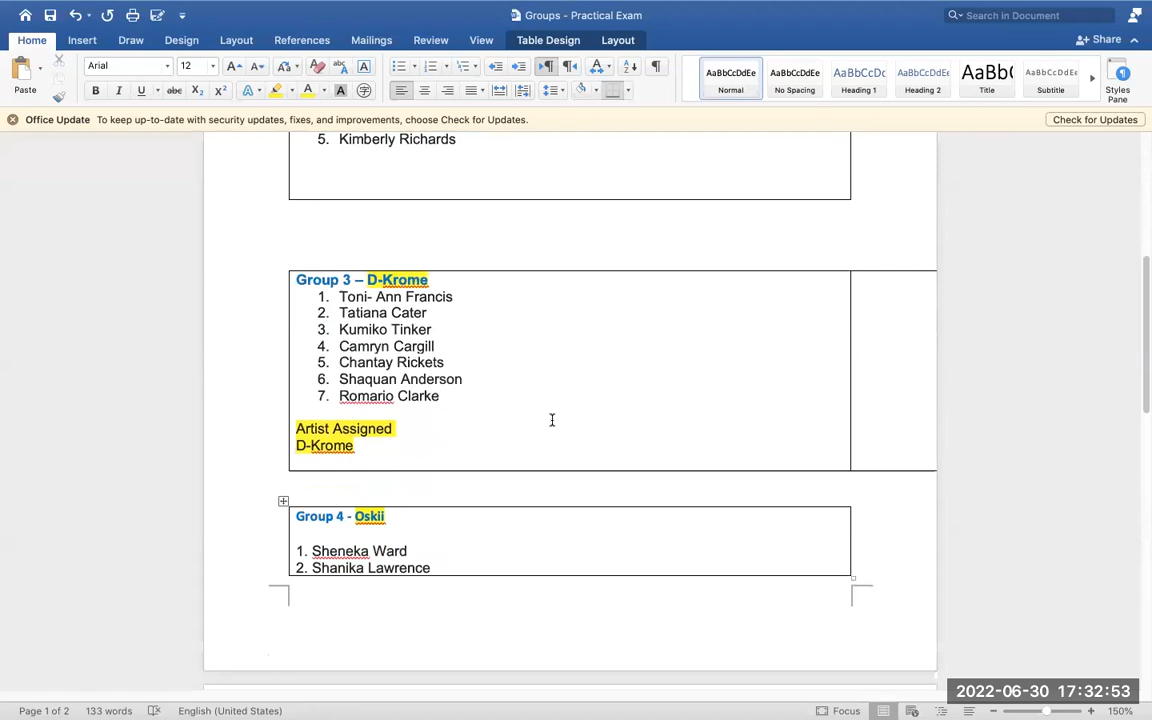 Groups - Practical Exam
Search in Document
Home Insert Draw Design Layout References Mailings Review View Table Design Layout
Share
Paste
Arial 12
AaBbCcDdEe AaBbCcDdEe AaBbCcDc AaBbCcDdEe AaBb( AaBbCcDdEe
Normal No Spacing Heading 1 Heading 2 Title Subtitle
Styles
Pane
Office Update To keep up-to-date with security updates, fixes, and improvements, choose Check for Updates.
Check for Updates
5. Kimberly Richards
Group 3 – D-Krome
1. Toni- Ann Francis
2. Tatiana Cater
3. Kumiko Tinker
4. Camryn Cargill
5. Chantay Rickets
6. Shaquan Anderson
7. Romario Clarke
Artist Assigned
D-Krome
Group 4 - Oskii
1. Sheneka Ward
2. Shanika Lawrence
2022-06-30 17:32:53
Page 1 of 2 133 words English (United States) Focus 150%